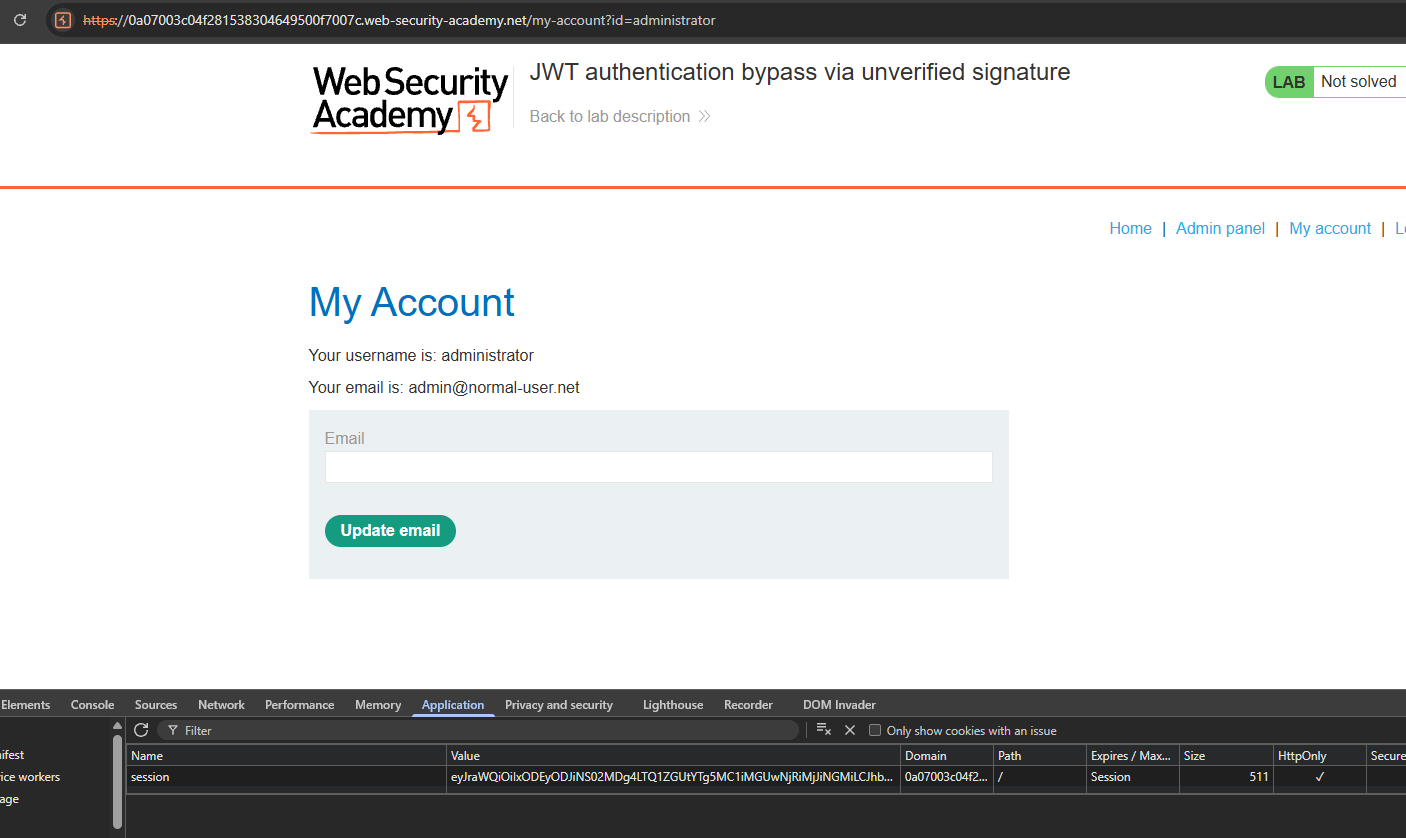 https://0a07003c04f281538304649500f7007c.web-security-academy.net/my-account?id=administrator
Web Security
Academy
JWT authentication bypass via unverified signature
Back to lab description
LAB Not solved
Home | Admin panel | My account | L
My Account
Your username is: administrator
Your email is: admin@normal-user.net
Email
Update email
Elements Console Sources Network Performance Memory Application Privacy and security Lighthouse Recorder DOM Invader
Filter Only show cookies with an issue
Name Value Domain Path Expires / Max... Size HttpOnly Secure
session eyJraWQiOiIxODEyODJiNS02MDg4LTQ1ZGUtYTg5MC1iMGUwNjRiMjJiNGMiLCJhb... 0a07003c04f2... / Session 511 ✓
ifest
ice workers
age